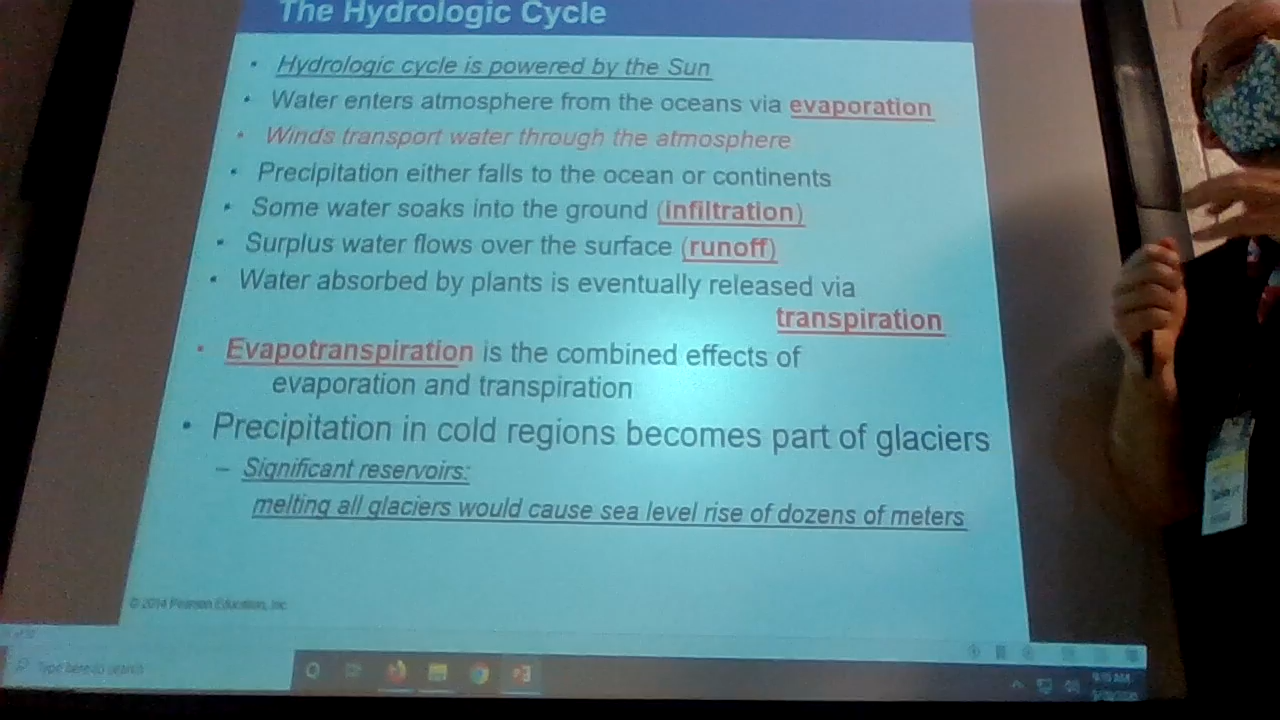 The Hydrologic Cycle
• Hydrologic cycle is powered by the Sun
• Water enters atmosphere from the oceans via evaporation
• Winds transport water through the atmosphere
• Precipitation either falls to the ocean or continents
• Some water soaks into the ground (infiltration)
• Surplus water flows over the surface (runoff)
• Water absorbed by plants is eventually released via
transpiration
• Evapotranspiration is the combined effects of
evaporation and transpiration
• Precipitation in cold regions becomes part of glaciers
– Significant reservoirs:
melting all glaciers would cause sea level rise of dozens of meters
© 2014 Pearson Education, Inc.
Type here to search